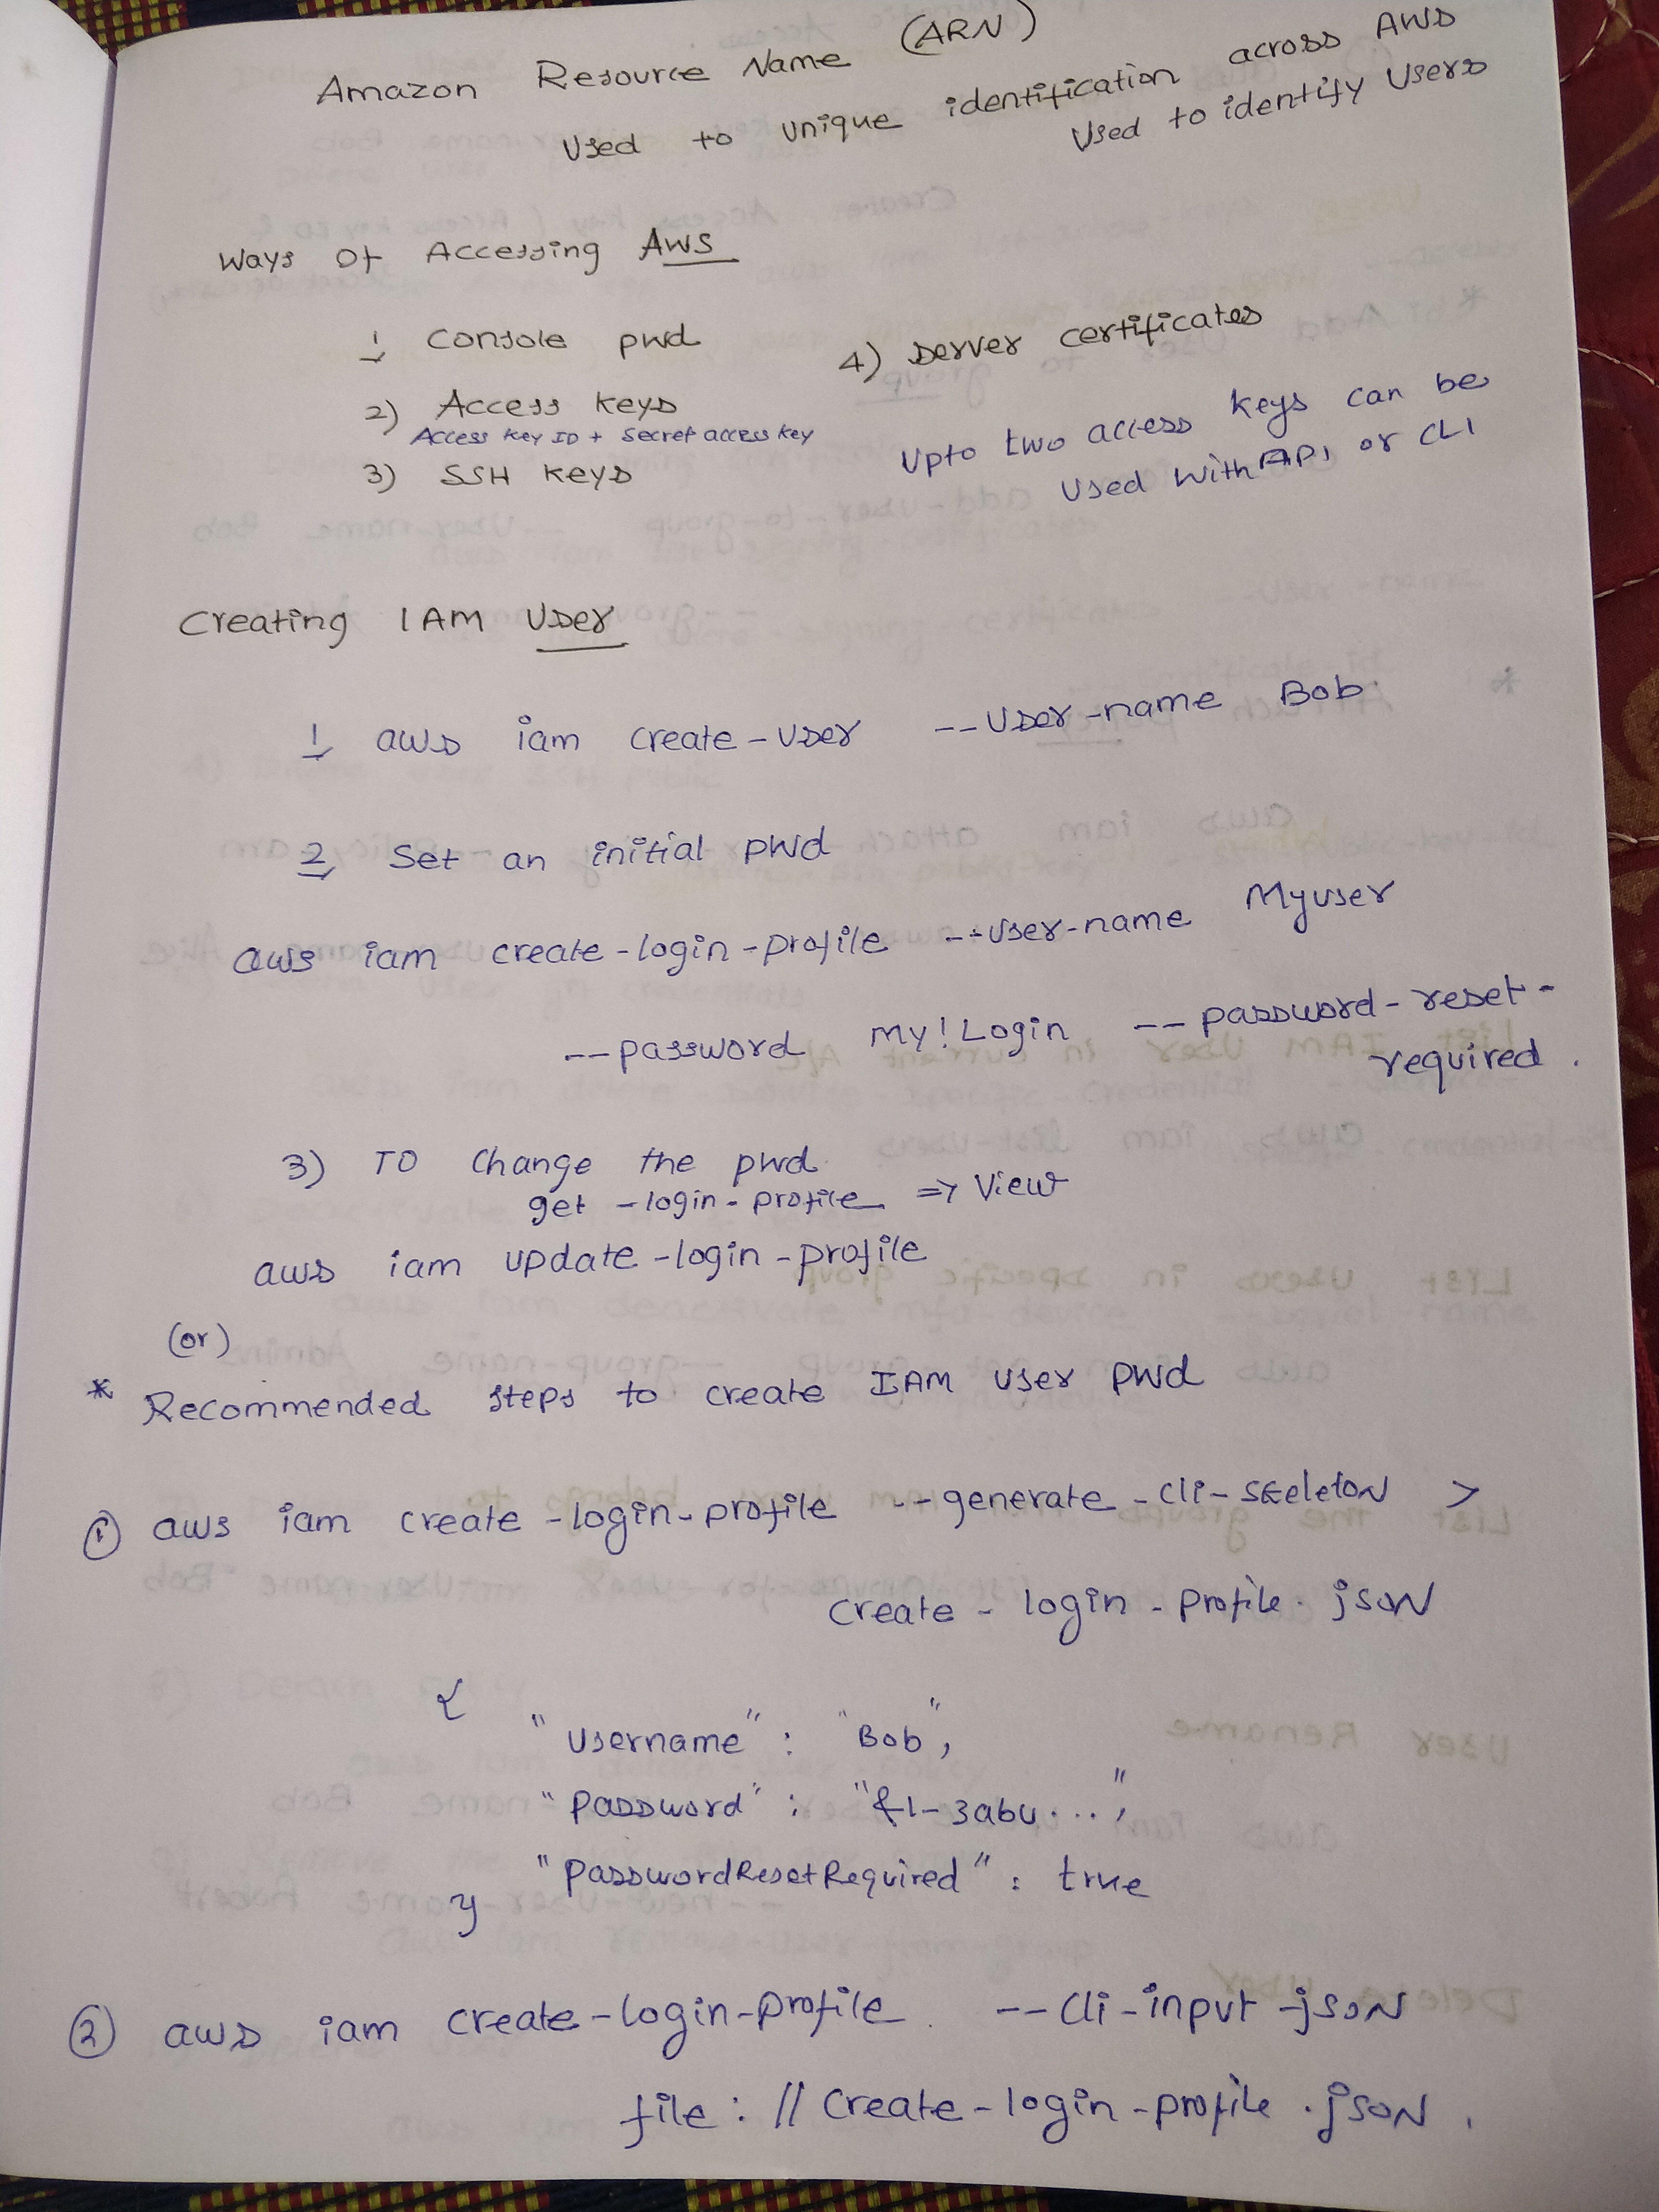 Amazon Resource Name (ARN)
Used to unique identification across AWS
Used to identify Users
Ways Of Accessing AWS
1, Console pwd
2) Access keys
Access Key ID + Secret access key
3) SSH keys
4) Server certificates
Upto two access keys can be
used with API or CLI
Creating IAM User
1, aws iam create-user --user-name Bob.
2, Set an initial pwd
aws iam create-login-profile --user-name Myuser
--password My!Login --password-reset-
required.
3) To change the pwd
get-login-profile => View
aws iam update-login-profile
(or)
* Recommended steps to create IAM user pwd
① aws iam create-login-profile --generate-cli-skeleton >
create-login-profile.json
{
"Username" : "Bob",
"Password" : "&1-3abu...",
"PasswordResetRequired" : true
}
② aws iam create-login-profile --cli-input-json
file://create-login-profile.json.